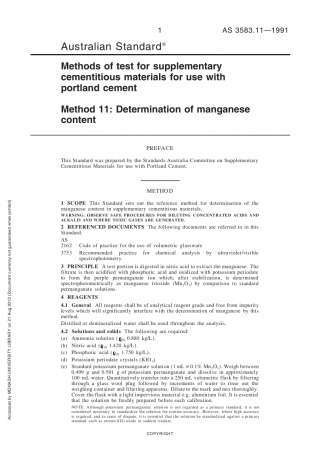 1
AS 3583.11—1991
Australian Standard®
Methods of test for supplementary
cementitious materials for use with
portland cement
Method 11: Determination of manganese
content
PREFACE
This Standard was prepared by the Standards Australia Committee on Supplementary
Cementitious Materials for use with Portland Cement.
METHOD
1 SCOPE This Standard sets out the reference method for determination of the
manganese content in supplementary cementitious materials.
WARNING: OBSERVE SAFE PROCEDURES FOR DILUTING CONCENTRATED ACIDS AND
ALKALIS AND WHERE TOXIC GASES ARE GENERATED.
2 REFERENCED DOCUMENTS The following documents are referred to in this
Standard.
AS
2162 Code of practice for the use of volumetric glassware
3753 Recommended practice for chemical analysis by ultraviolet/visible
spectrophotometry.
3 PRINCIPLE A test portion is digested in nitric acid to extract the manganese. The
filtrate is then acidified with phosphoric acid and oxidized with potassium periodate
to form the purple permanganate ion which, after stabilization, is determined
spectrophotometrically as manganese trioxide (Mn₂O₃) by comparison to standard
permanganate solutions.
4 REAGENTS
4.1 General All reagents shall be of analytical reagent grade and free from impurity
levels which will significantly interfere with the determination of manganese by this
method.
Distilled or demineralized water shall be used throughout the analysis.
4.2 Solutions and solids The following are required:
(a) Ammonia solution (ρ₂₀ 0.880 kg/L).
(b) Nitric acid (ρ₂₀ 1.420 kg/L).
(c) Phosphoric acid (ρ₂₀ 1.750 kg/L).
(d) Potassium periodate crystals (KIO₄).
(e) Standard potassium permanganate solution (1 mL ≡ 0.1% Mn₂O₃). Weigh between
0.499 g and 0.501 g of potassium permanganate and dissolve in approximately
100 mL water. Quantitatively transfer into a 250 mL volumetric flask by filtering
through a glass wool plug followed by increments of water to rinse out the
weighing container and filtering apparatus. Dilute to the mark and mix thoroughly.
Cover the flask with a light impervious material e.g. aluminium foil. It is essential
that the solution be freshly prepared before each calibration.
NOTE: Although potassium permanganate solution is not regarded as a primary standard, it is not
considered necessary to standardize the solution for routine accuracy. However, where high accuracy
is required, and in cases of dispute, it is essential that the solution be standardized against a primary
standard such as arsenic(III) oxide or sodium oxalate.
COPYRIGHT
Accessed by MONASH UNIVERSITY LIBRARY on 21 Aug 2013 (Document currency not guaranteed when printed)